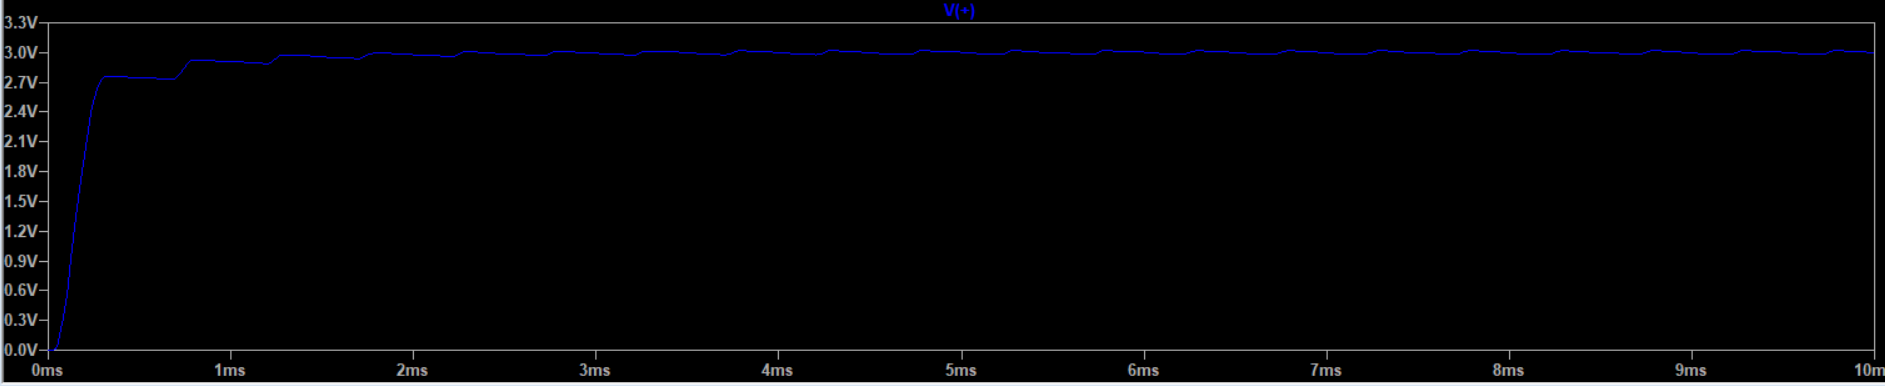 V(+)
3.3V
3.0V
2.7V
2.4V
2.1V
1.8V
1.5V
1.2V
0.9V
0.6V
0.3V
0.0V
0ms 1ms 2ms 3ms 4ms 5ms 6ms 7ms 8ms 9ms 10m